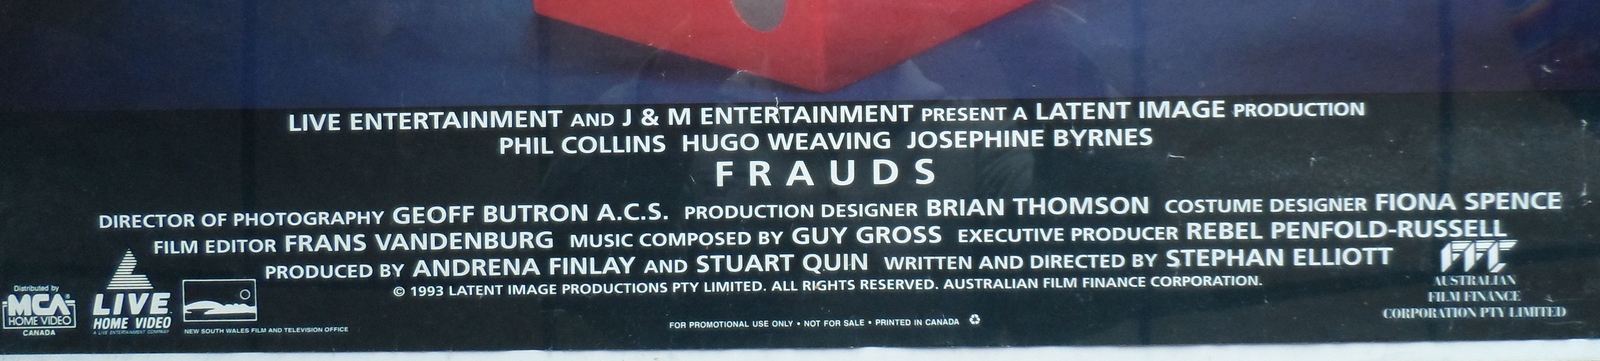 LIVE ENTERTAINMENT AND J & M ENTERTAINMENT PRESENT A LATENT IMAGE PRODUCTION
PHIL COLLINS HUGO WEAVING JOSEPHINE BYRNES
FRAUDS
DIRECTOR OF PHOTOGRAPHY GEOFF BUTRON A.C.S. PRODUCTION DESIGNER BRIAN THOMSON COSTUME DESIGNER FIONA SPENCE
FILM EDITOR FRANS VANDENBURG MUSIC COMPOSED BY GUY GROSS EXECUTIVE PRODUCER REBEL PENFOLD-RUSSELL
PRODUCED BY ANDRENA FINLAY AND STUART QUIN WRITTEN AND DIRECTED BY STEPHAN ELLIOTT
© 1993 LATENT IMAGE PRODUCTIONS PTY LIMITED. ALL RIGHTS RESERVED. AUSTRALIAN FILM FINANCE CORPORATION.
Distributed by
MCA
HOME VIDEO
CANADA
LIVE
HOME VIDEO
A LIVE ENTERTAINMENT COMPANY
NEW SOUTH WALES FILM AND TELEVISION OFFICE
FOR PROMOTIONAL USE ONLY • NOT FOR SALE • PRINTED IN CANADA
FFC
AUSTRALIAN
FILM FINANCE
CORPORATION PTY LIMITED